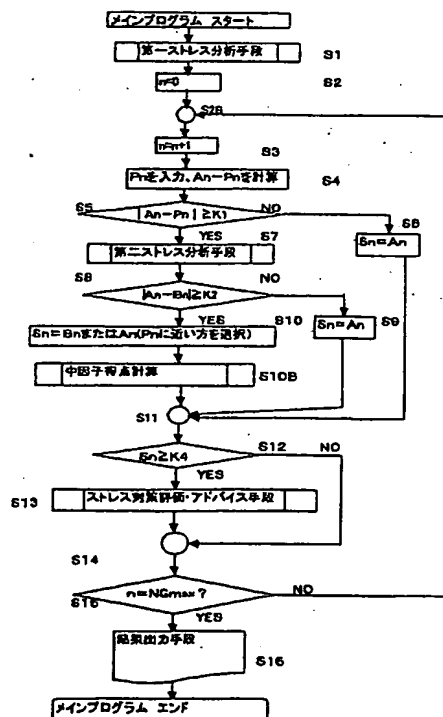 メインプログラム スタート
第一ストレス分析手段
S1
n=0
S2
S2B
n=n+1
S3
Pnを入力、An−Pnを計算
S4
S5
|An−Pn|≧K1
NO
YES
S6
Sn=An
S7
第二ストレス分析手段
S8
|An−Bn|≧K2
NO
YES
S9
Sn=An
S10
Sn=BnまたはAn(Pnに近い方を選択)
中因子得点計算
S10B
S11
Sn≧K4
S12
NO
YES
S13
ストレス対策評価・アドバイス手段
S14
S15
n=NGmax?
NO
YES
結果出力手段
S16
メインプログラム エンド